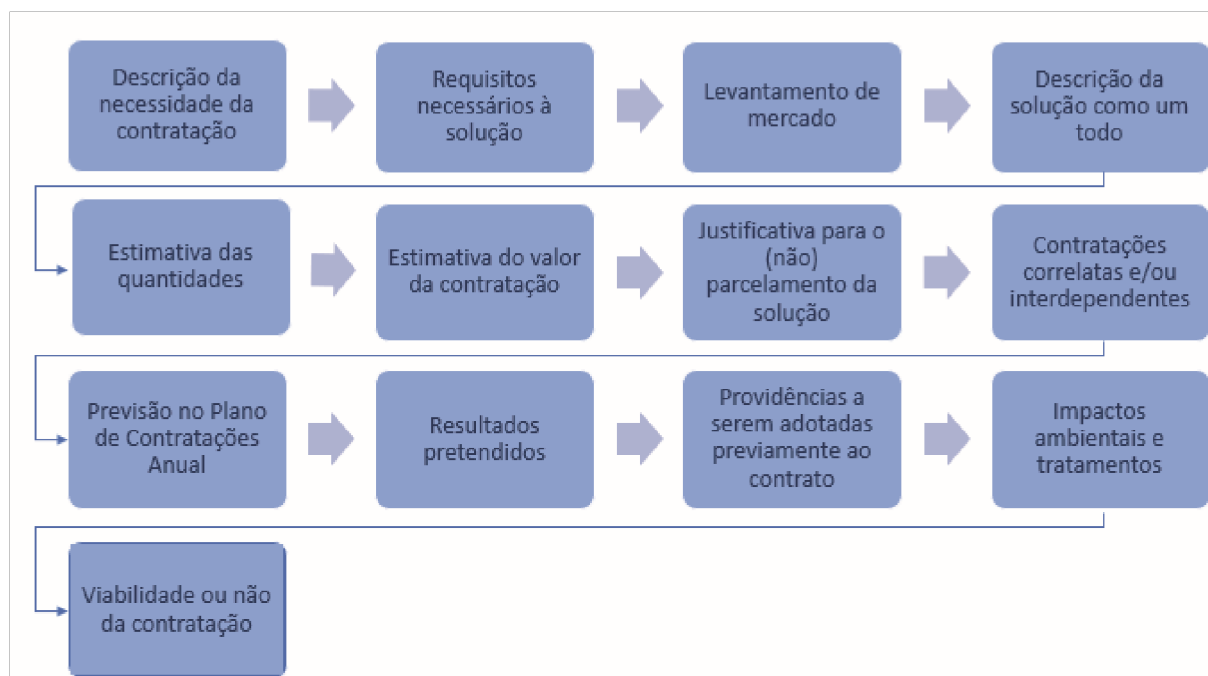 Descrição da
necessidade da
contratação
Requisitos
necessários à
solução
Levantamento de
mercado
Descrição da
solução como um
todo
Estimativa das
quantidades
Estimativa do valor
da contratação
Justificativa para o
(não)
parcelamento da
solução
Contratações
correlatas e/ou
interdependentes
Previsão no Plano
de Contratações
Anual
Resultados
pretendidos
Providências a
serem adotadas
previamente ao
contrato
Impactos
ambientais e
tratamentos
Viabilidade ou não
da contratação